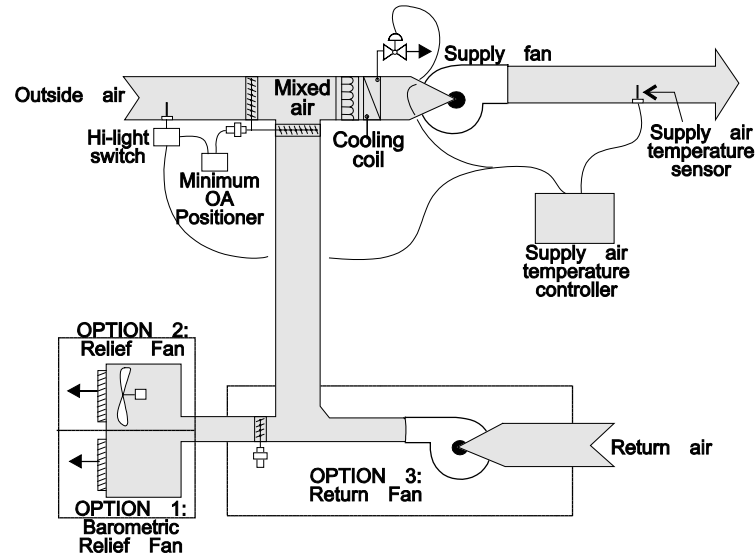 Supply fan
Outside air
Mixed
air
Hi-light
switch
Cooling
coil
Minimum
OA
Positioner
Supply air
temperature
sensor
Supply air
temperature
controller
OPTION 2:
Relief Fan
OPTION 3:
Return Fan
Return air
OPTION 1:
Barometric
Relief Fan